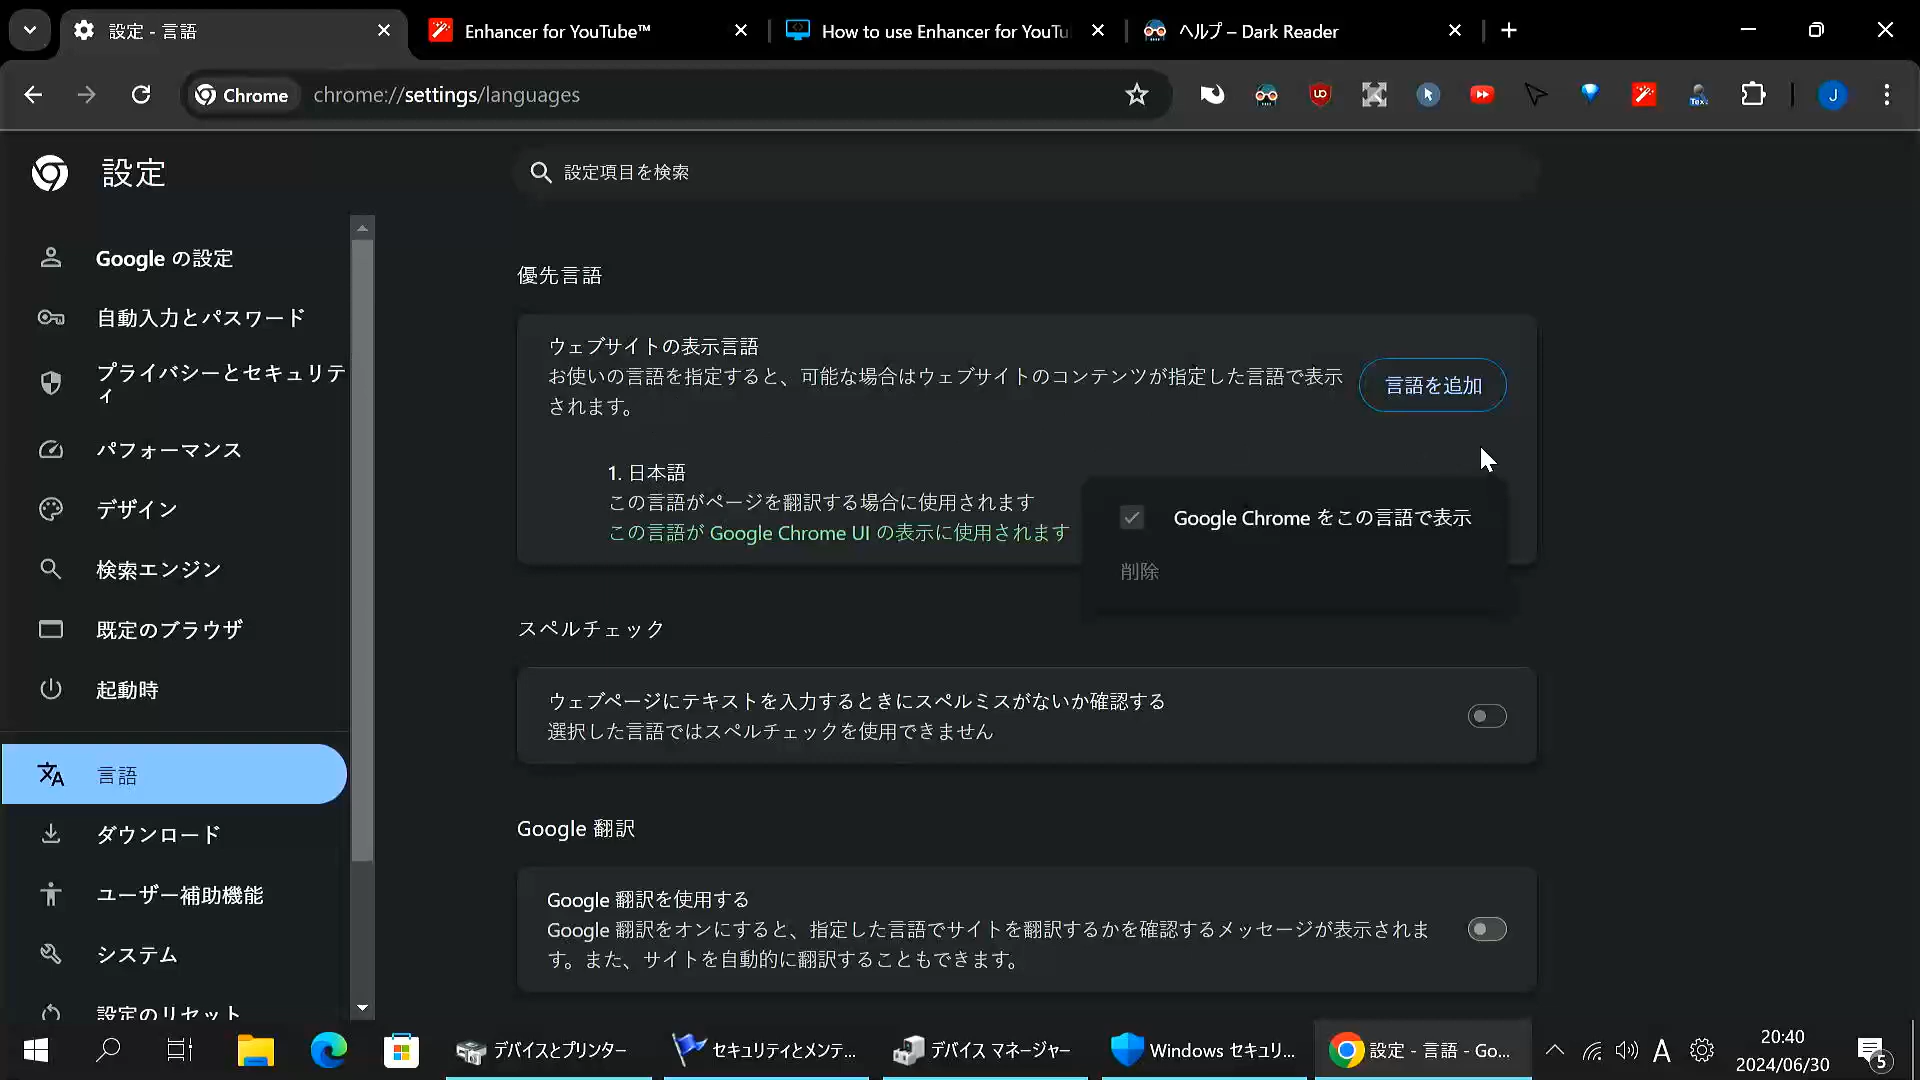 設定 - 言語
Enhancer for YouTube™
How to use Enhancer for YouTu
ヘルプ – Dark Reader
Chrome
chrome://settings/languages
J
設定
設定項目を検索
Google の設定
自動入力とパスワード
プライバシーとセキュリテ
ィ
パフォーマンス
デザイン
検索エンジン
既定のブラウザ
起動時
言語
ダウンロード
ユーザー補助機能
システム
設定のリセット
優先言語
ウェブサイトの表示言語
お使いの言語を指定すると、可能な場合はウェブサイトのコンテンツが指定した言語で表示
されます。
言語を追加
1. 日本語
この言語がページを翻訳する場合に使用されます
この言語が Google Chrome UI の表示に使用されます
Google Chrome をこの言語で表示
削除
スペルチェック
ウェブページにテキストを入力するときにスペルミスがないか確認する
選択した言語ではスペルチェックを使用できません
Google 翻訳
Google 翻訳を使用する
Google 翻訳をオンにすると、指定した言語でサイトを翻訳するかを確認するメッセージが表示されま
す。また、サイトを自動的に翻訳することもできます。
デバイスとプリンター
セキュリティとメンテ...
デバイス マネージャー
Windows セキュリ...
設定 - 言語 - Go...
A
20:40
2024/06/30
5